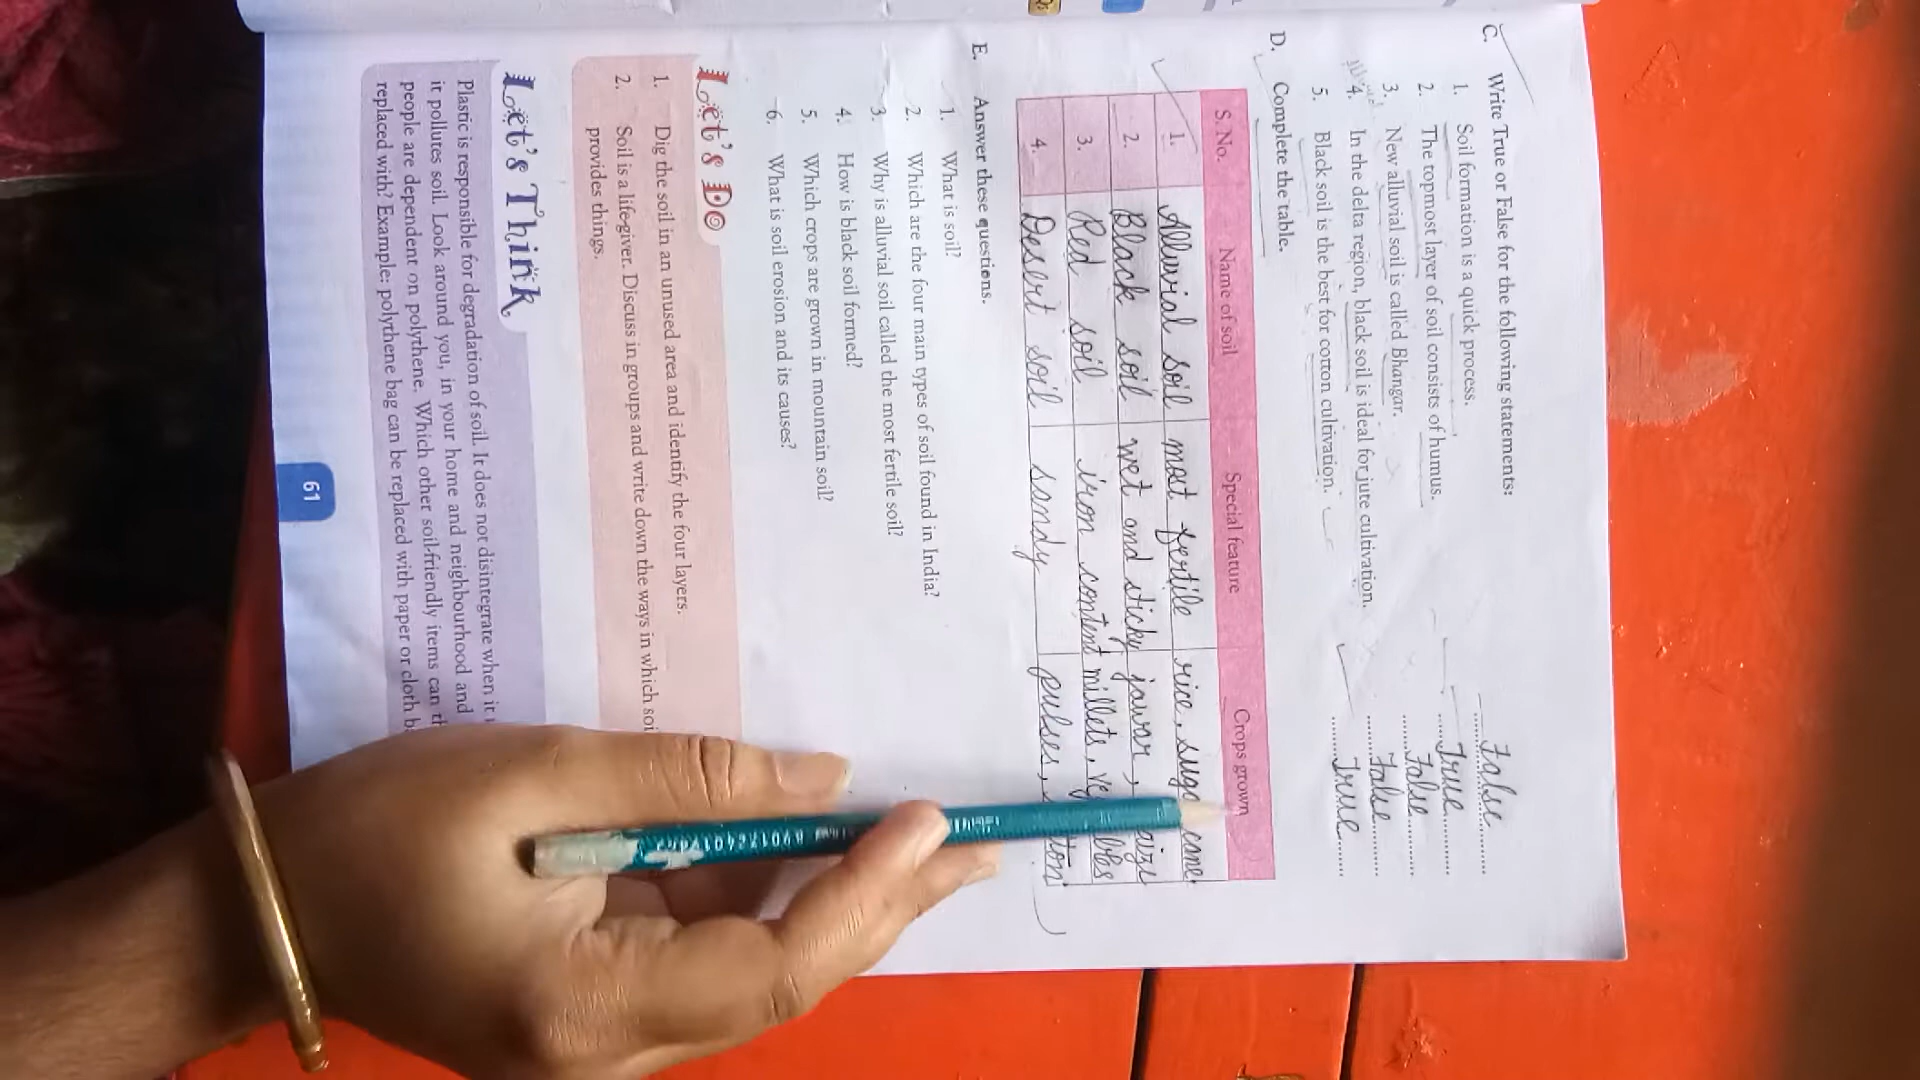 C. Write True or False for the following statements:
1. Soil formation is a quick process. False
2. The topmost layer of soil consists of humus. True
3. New alluvial soil is called Bhangar. False
4. In the delta region, black soil is ideal for jute cultivation. False
5. Black soil is the best for cotton cultivation. True
D. Complete the table.
S. No. Name of soil Special feature Crops grown
1. Alluvial soil most fertile rice, cane
2. Black soil wet and sticky jowar,
3. Red soil iron content millets,
4. Desert soil sandy pulses,
E. Answer these questions.
1. What is soil?
2. Which are the four main types of soil found in India?
3. Why is alluvial soil called the most fertile soil?
4. How is black soil formed?
5. Which crops are grown in mountain soil?
6. What is soil erosion and its causes?
Let's Do
1. Dig the soil in an unused area and identify the four layers.
2. Soil is a life-giver. Discuss in groups and write down the ways in which
provides things.
Let's Think
Plastic is responsible for degradation of soil. It does not disintegrate when it
it pollutes soil. Look around you, in your home and neighbourhood and
people are dependent on polythene. Which other soil-friendly items can
replaced with? Example: polythene bag can be replaced with paper or cloth
61